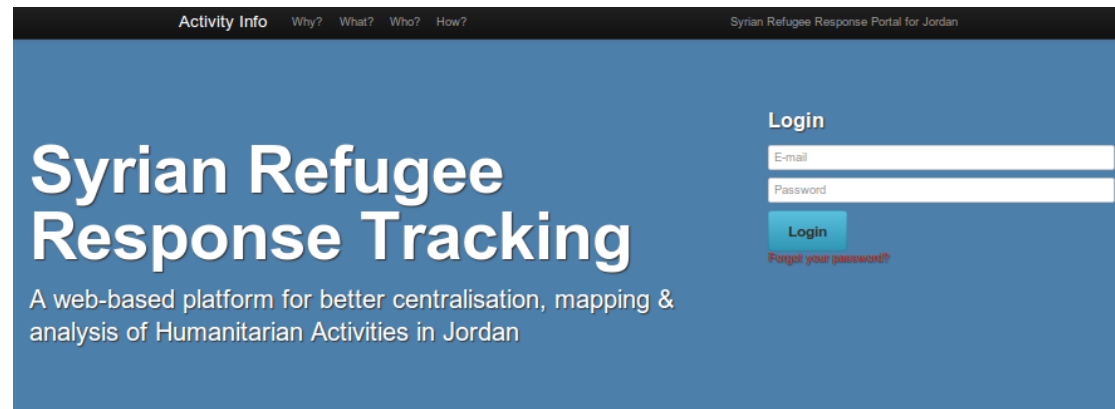 Activity Info Why? What? Who? How? Syrian Refugee Response Portal for Jordan
Syrian Refugee
Response Tracking
A web-based platform for better centralisation, mapping &
analysis of Humanitarian Activities in Jordan
Login
E-mail
Password
Login
Forgot your password?